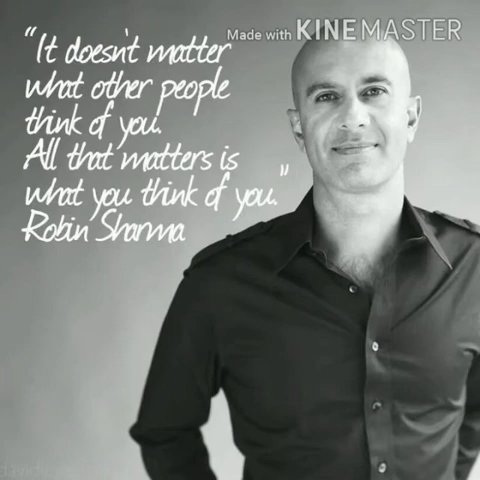 Made with KINEMASTER
"It doesn't matter
what other people
think of you.
All that matters is
what you think of you."
Robin Sharma